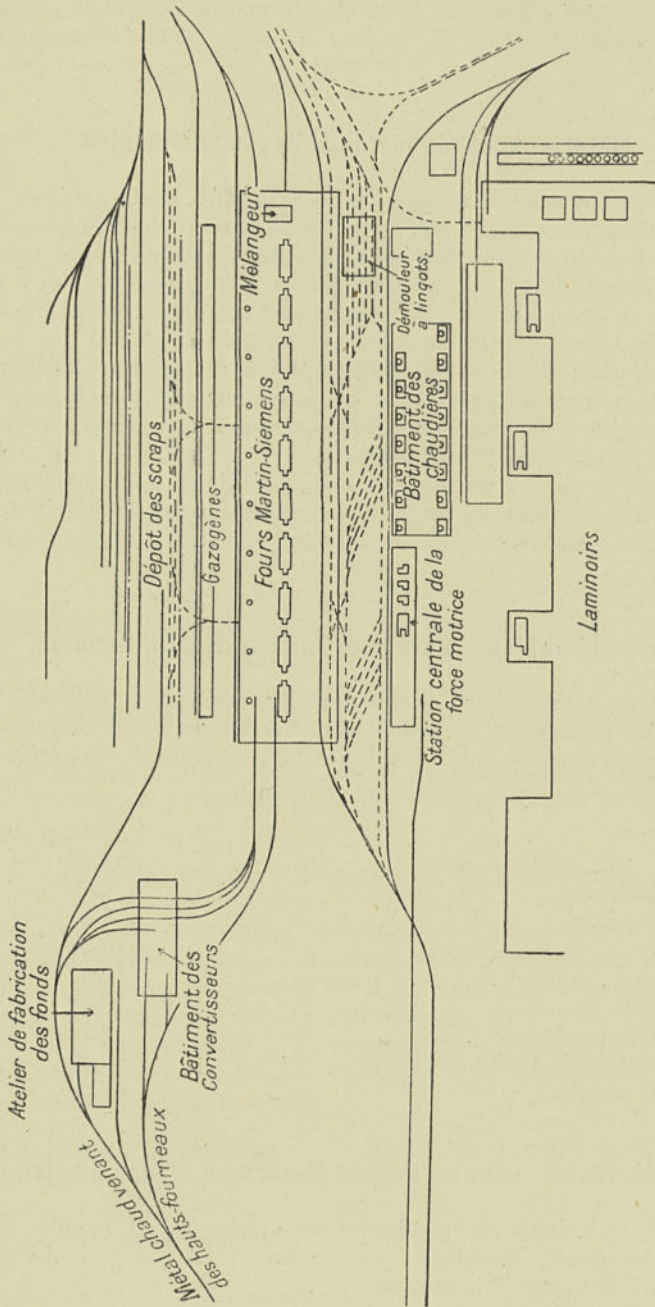 Atelier de fabrication
des fonds
Métal chaud venant
des hauts-fourneaux
Bâtiment des
Convertisseurs
Dépôt des scraps
Gazogènes
Fours Martin-Siemens
Mélangeur
Démouleur
à lingots
Bâtiment des
chaudières
Station centrale de la
force motrice
Laminoirs